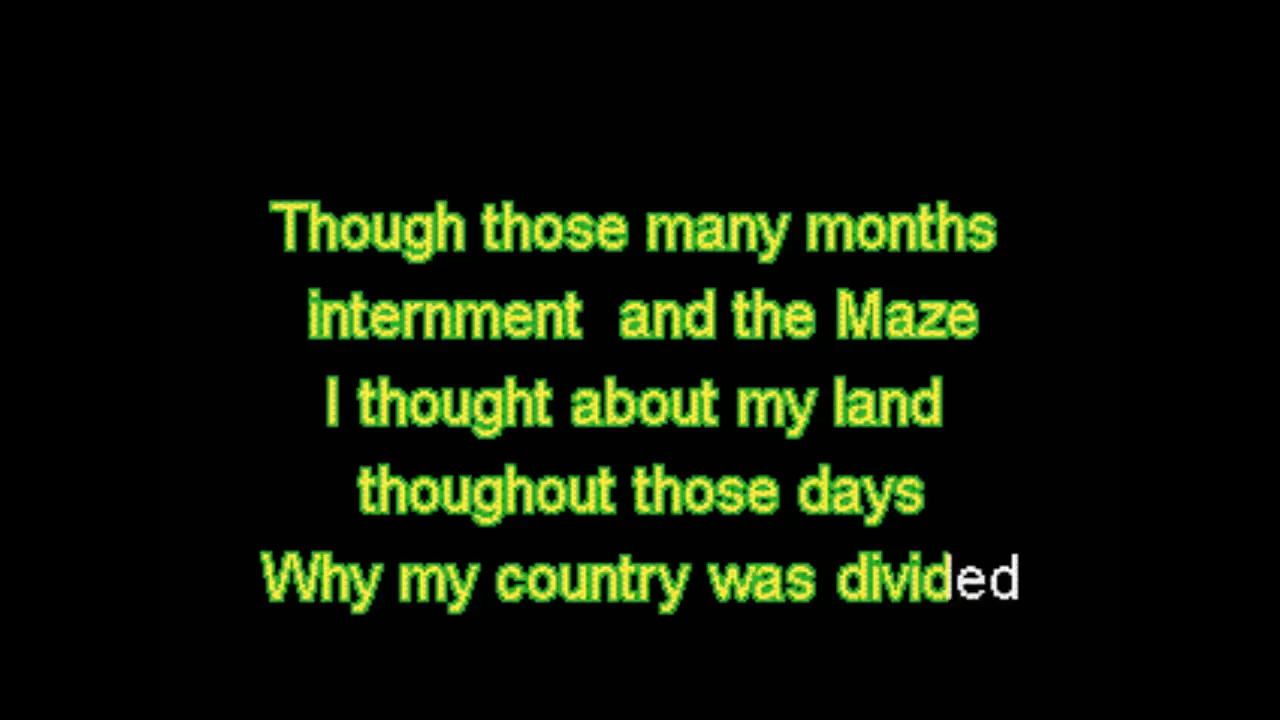 Though those many months
internment  and the Maze
I thought about my land
thoughout those days
Why my country was divided